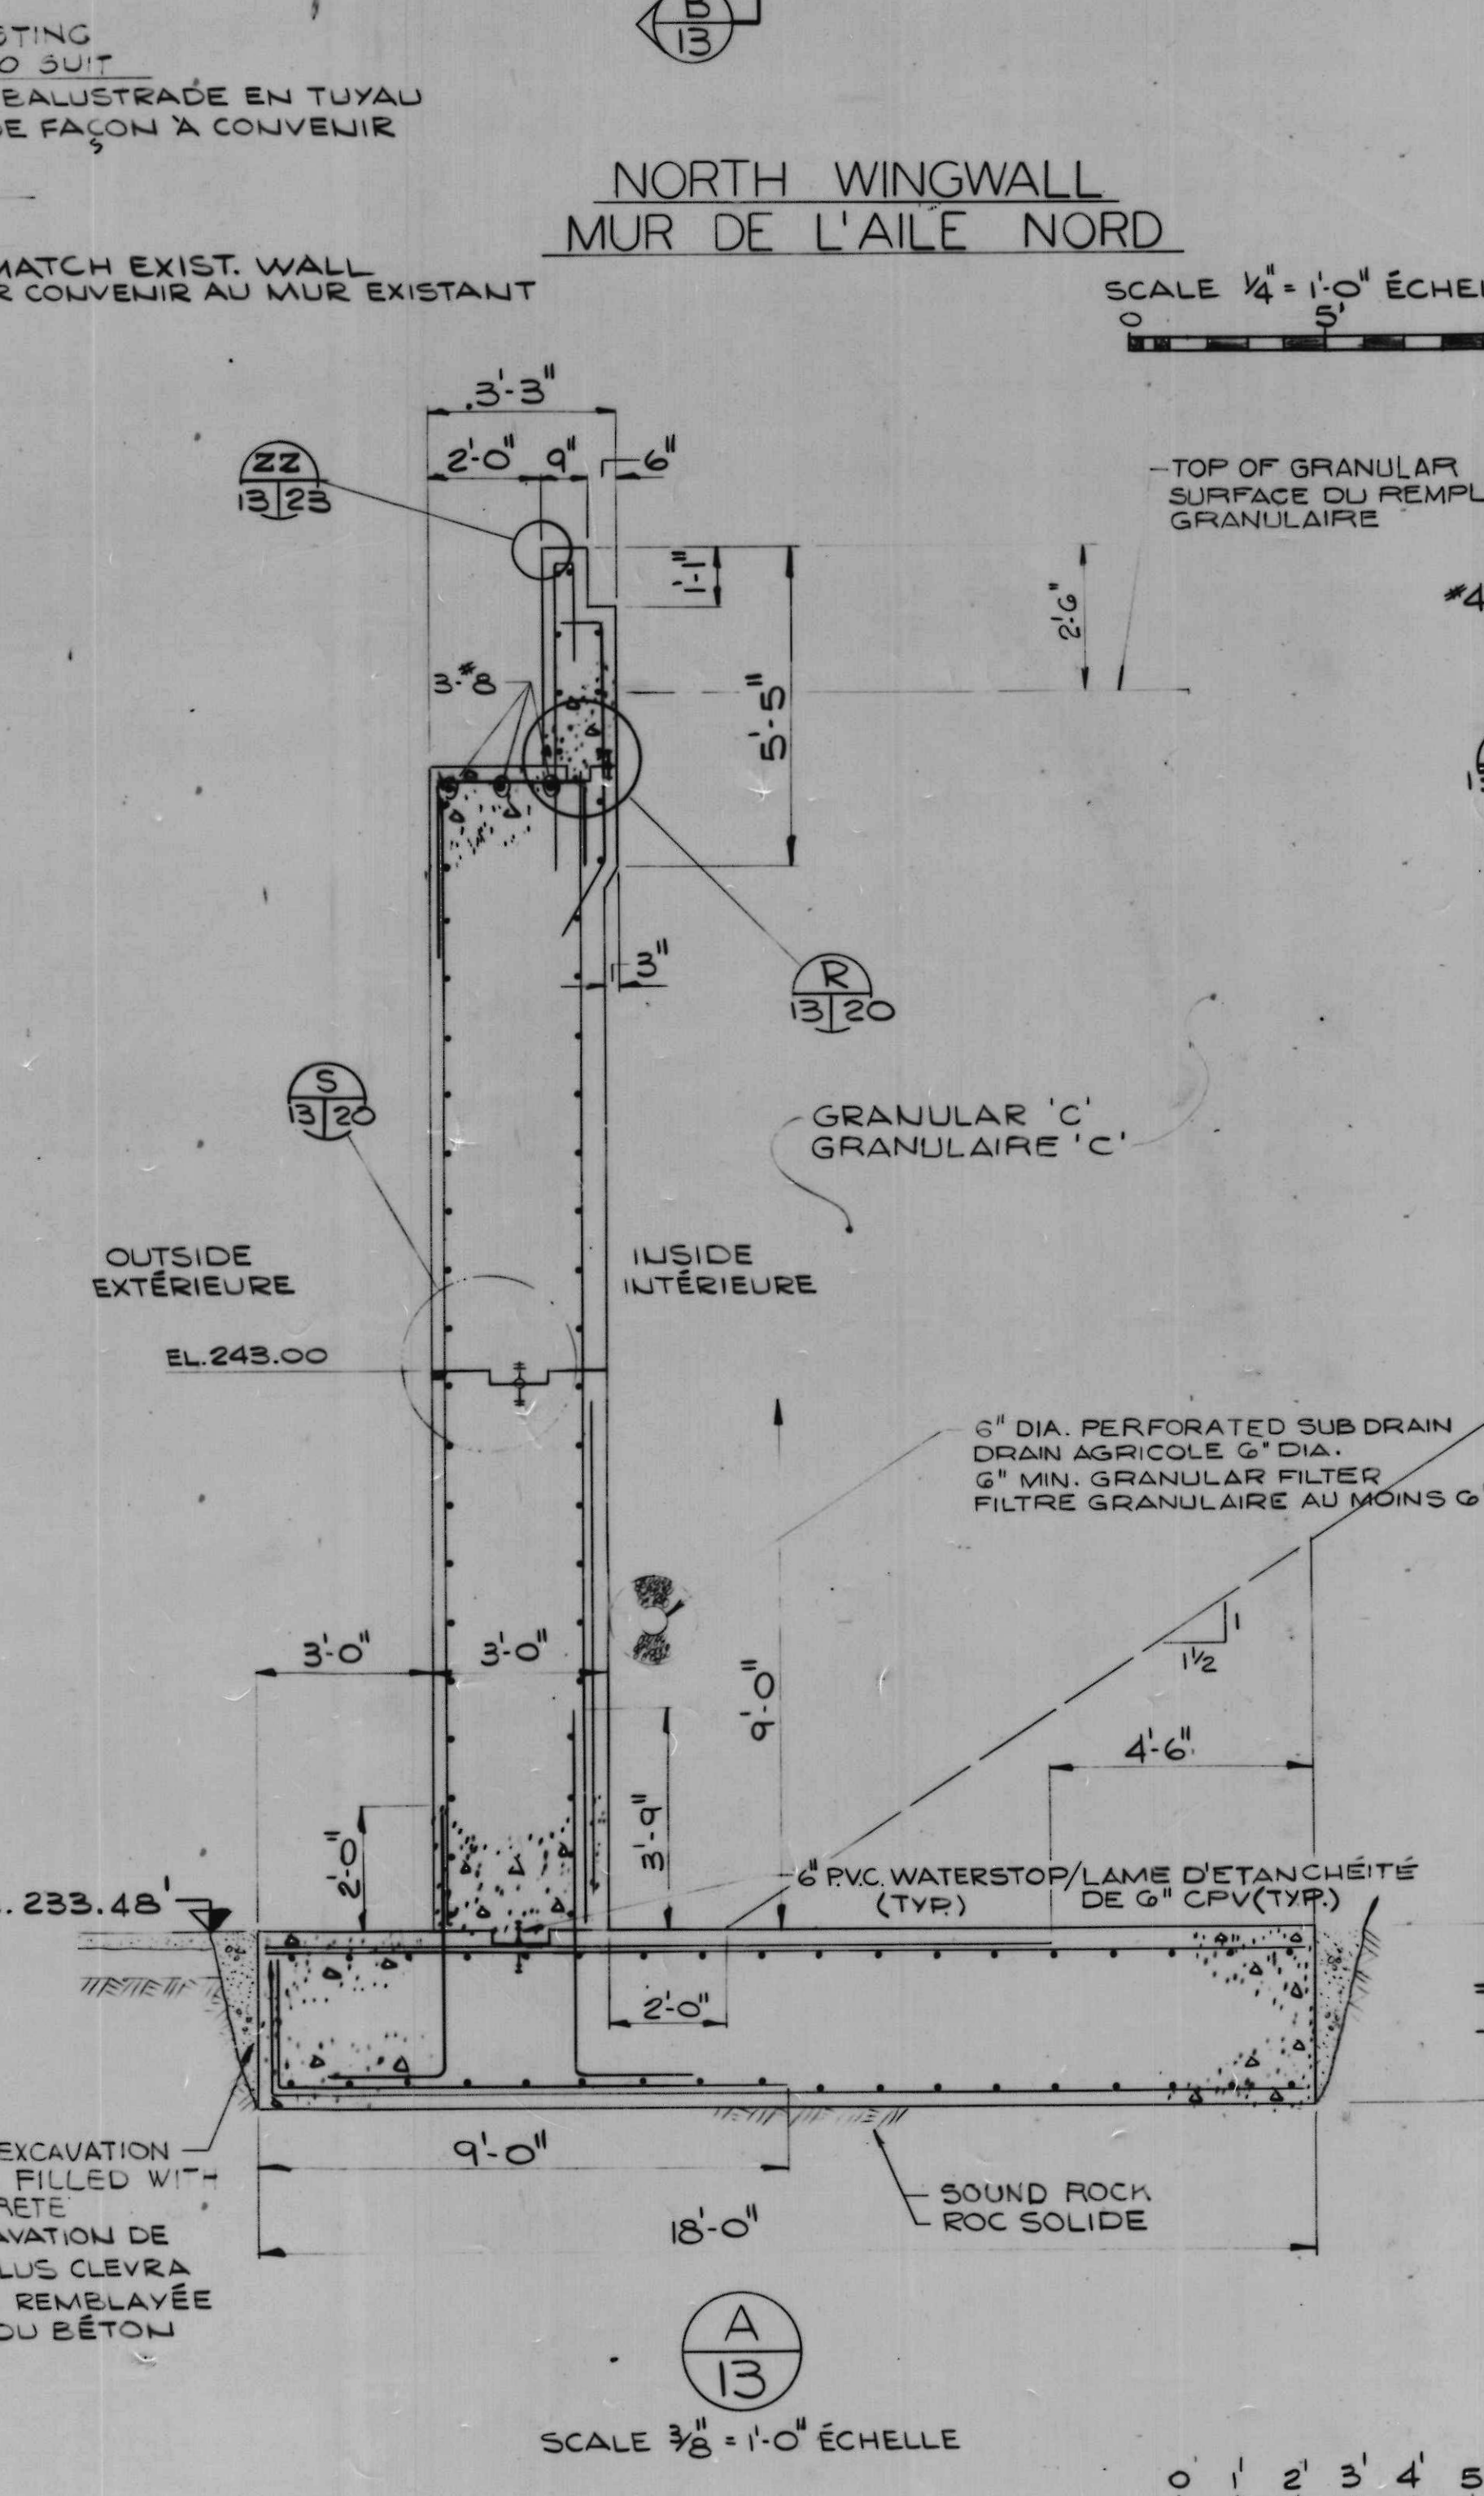 B
13
STING
O SUIT
BALUSTRADE EN TUYAU
DE FAÇON À CONVENIR
NORTH WINGWALL
MUR DE L'AILE NORD
MATCH EXIST. WALL
R CONVENIR AU MUR EXISTANT
SCALE 1/4" = 1'-0" ÉCHEL
0 5'
3'-3"
2'-0" 9" 6"
ZZ
13 23
TOP OF GRANULAR
SURFACE DU REMPL
GRANULAIRE
1'-1"
2'-6"
#4
3-#8
5'-5"
3"
R
13 20
S
13 20
GRANULAR 'C'
GRANULAIRE 'C'
OUTSIDE
EXTÉRIEURE
INSIDE
INTÉRIEURE
EL. 243.00
6" DIA. PERFORATED SUB DRAIN
DRAIN AGRICOLE 6" DIA.
6" MIN. GRANULAR FILTER
FILTRE GRANULAIRE AU MOINS 6"
1
1 1/2
3'-0" 3'-0"
9'-0"
4'-6"
3'-9"
2'-0"
6" P.V.C. WATERSTOP/LAME D'ETANCHÉITÉ
(TYP.) DE 6" CPV (TYP.)
. 233.48'
2'-0"
EXCAVATION
FILLED WITH
RETE
AVATION DE
LUS CLEVRA
REMBLAYÉE
DU BÉTON
9'-0"
SOUND ROCK
ROC SOLIDE
18'-0"
A
13
SCALE 3/8" = 1'-0" ÉCHELLE
0 1' 2' 3' 4' 5